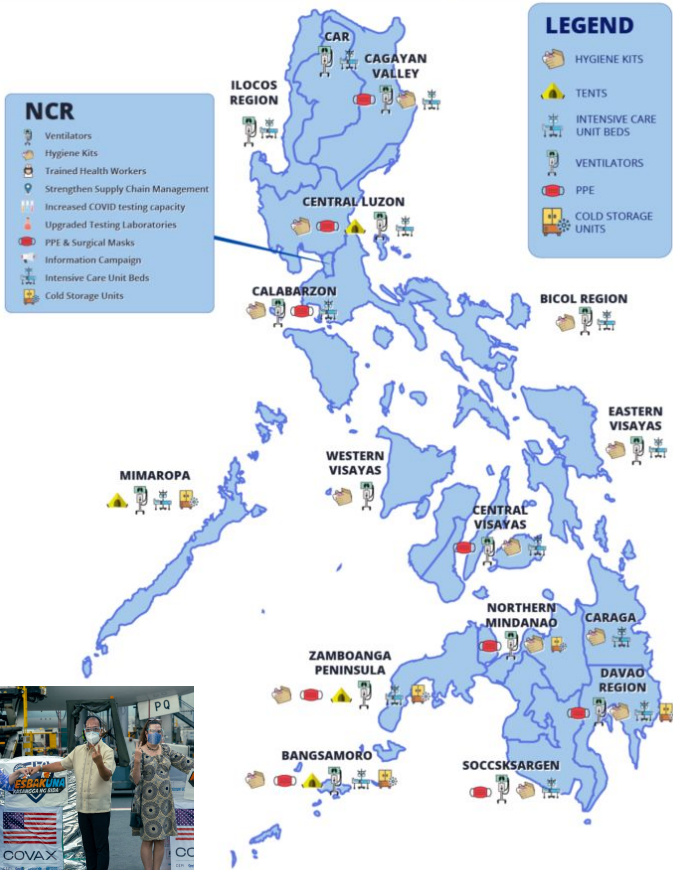 LEGEND
HYGIENE KITS
TENTS
INTENSIVE CARE
UNIT BEDS
VENTILATORS
PPE
COLD STORAGE
UNITS
NCR
Ventilators
Hygiene Kits
Trained Health Workers
Strengthen Supply Chain Management
Increased COVID testing capacity
Upgraded Testing Laboratories
PPE & Surgical Masks
Information Campaign
Intensive Care Unit Beds
Cold Storage Units
CAR
CAGAYAN
VALLEY
ILOCOS
REGION
CENTRAL LUZON
CALABARZON
BICOL REGION
EASTERN
VISAYAS
WESTERN
VISAYAS
MIMAROPA
CENTRAL
VISAYAS
NORTHERN
MINDANAO
CARAGA
ZAMBOANGA
PENINSULA
DAVAO
REGION
BANGSAMORO
SOCCSKSARGEN
PQ
COVAX